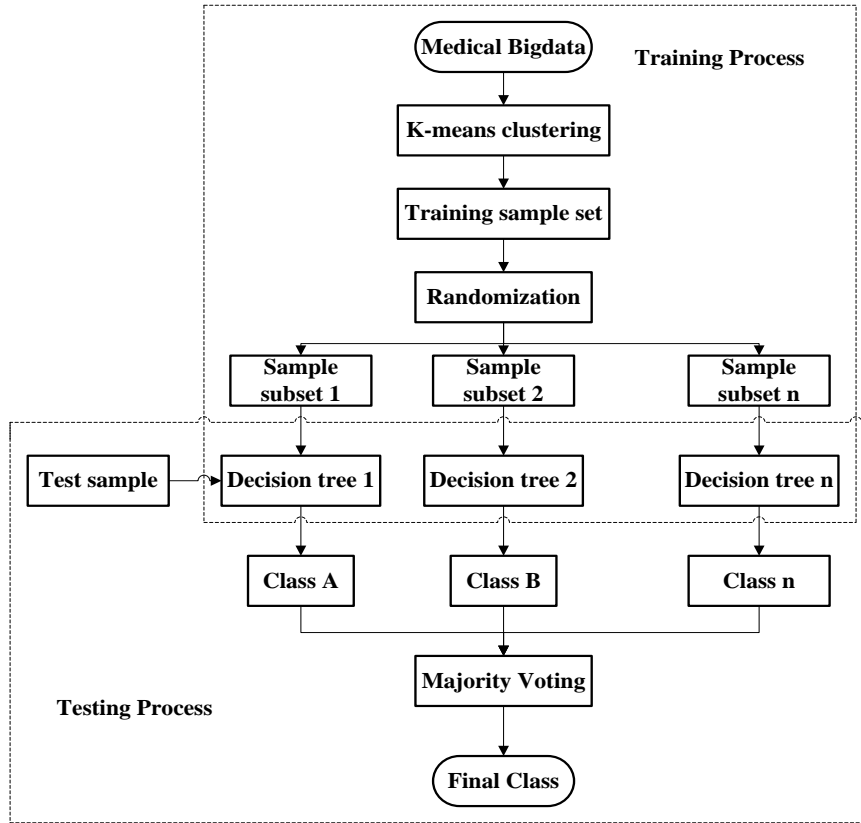 Medical Bigdata
Training Process
K-means clustering
Training sample set
Randomization
Sample
subset 1
Sample
subset 2
Sample
subset n
Test sample
Decision tree 1
Decision tree 2
Decision tree n
Class A
Class B
Class n
Majority Voting
Testing Process
Final Class